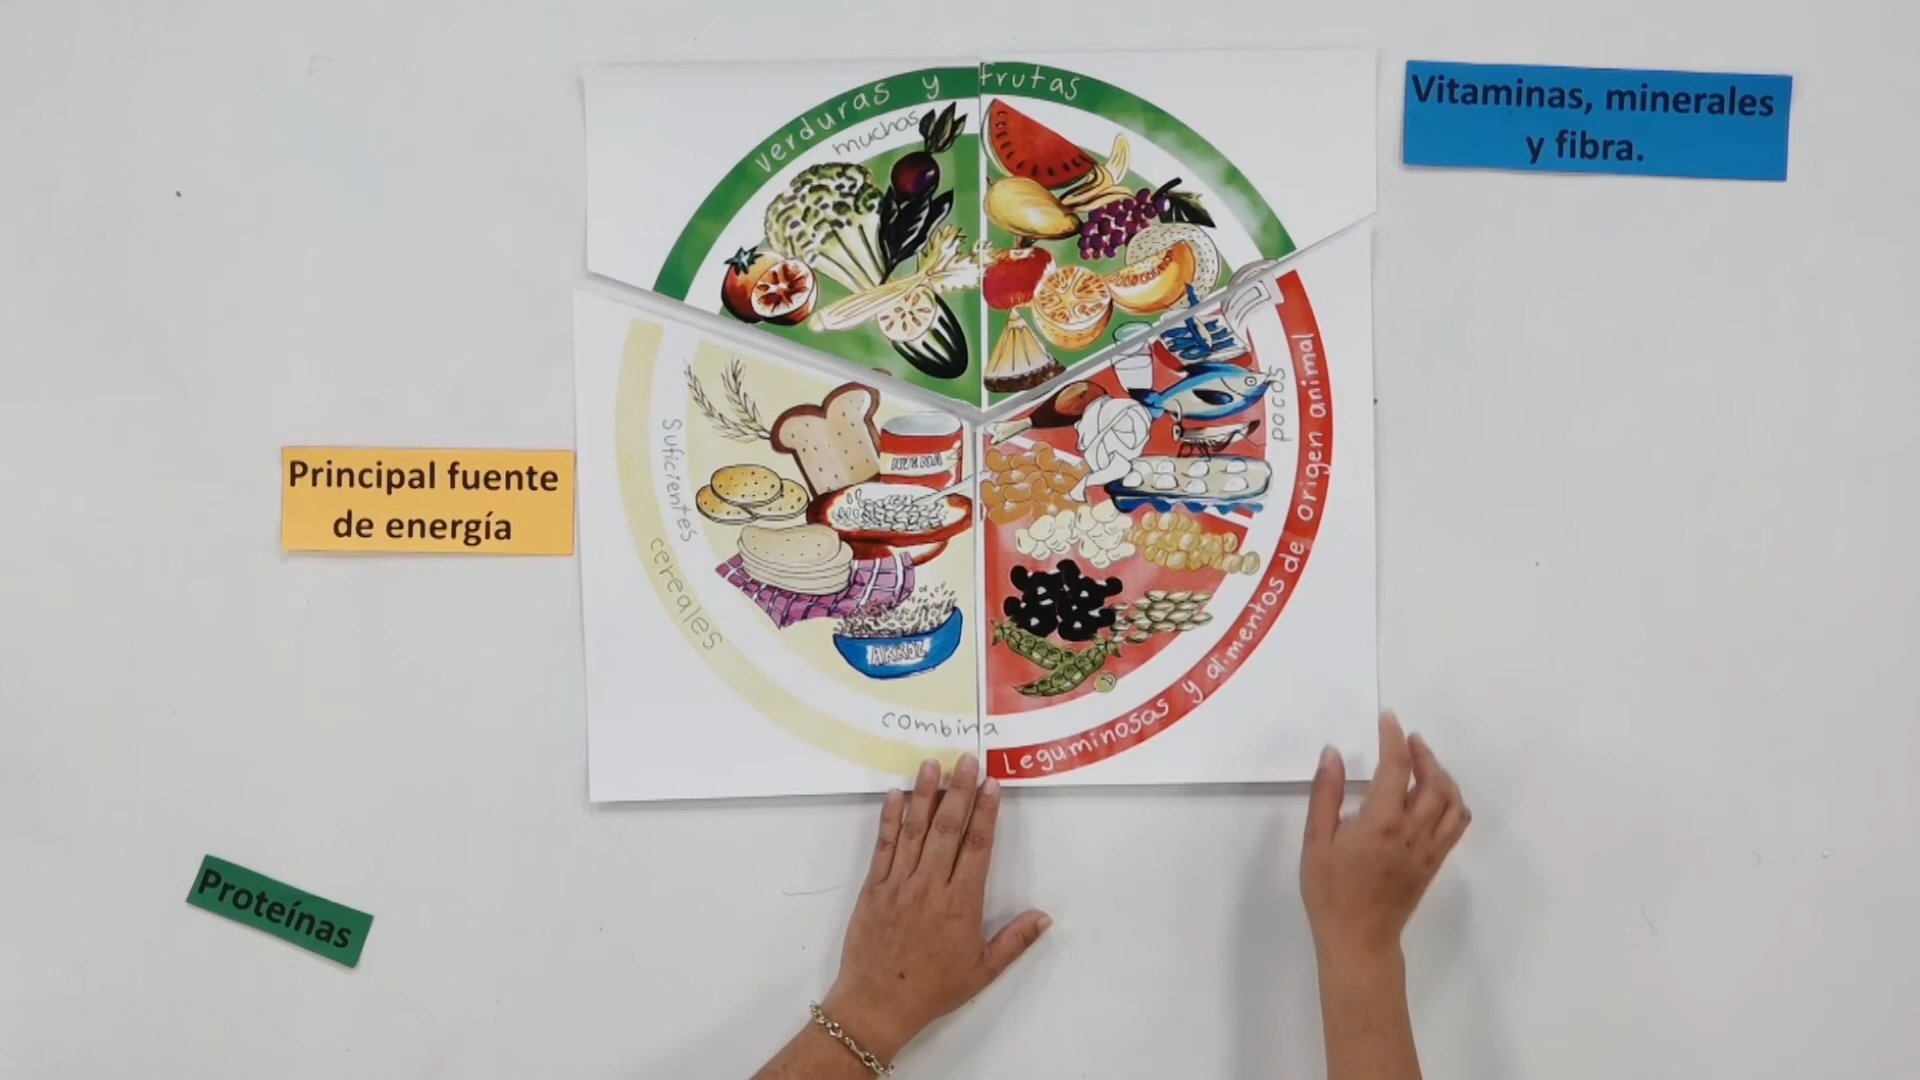 verduras y frutas
muchas
Vitaminas, minerales
y fibra.
Principal fuente
de energía
Suficientes
cereales
ARROZ
combina
pocos
Leguminosas y alimentos de origen animal
Proteínas